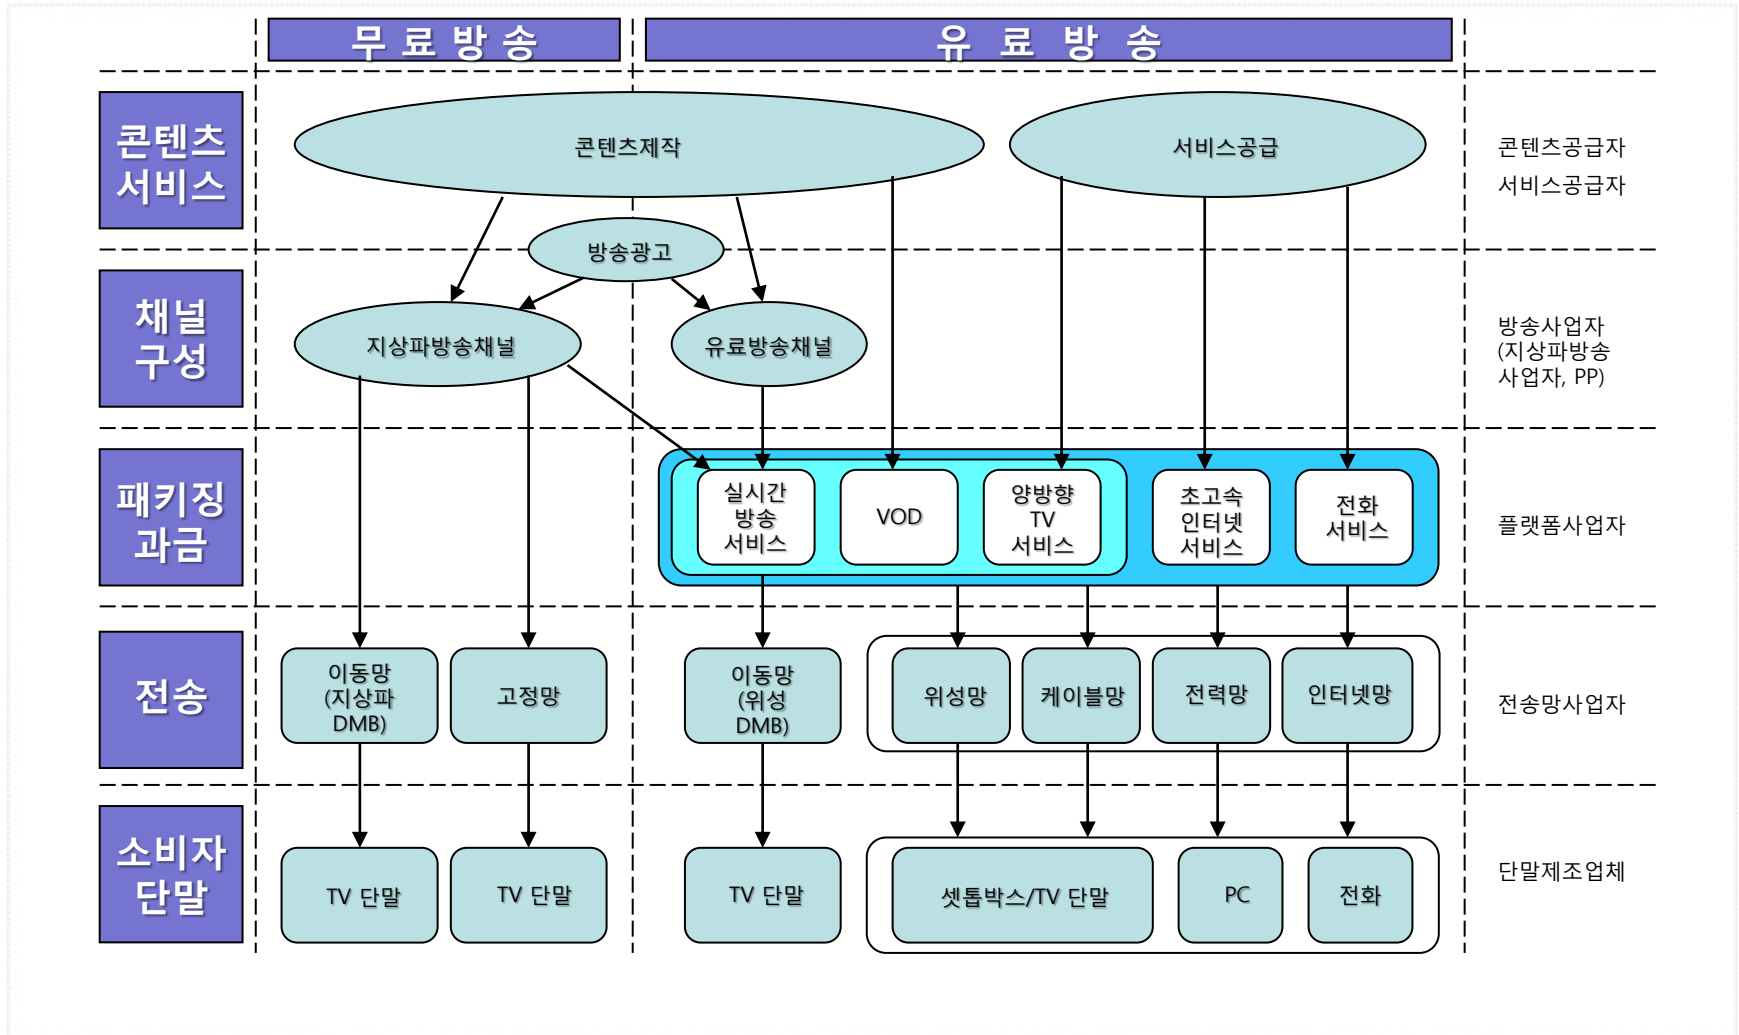 무료방송
유료방송
콘텐츠
서비스
콘텐츠제작
서비스공급
콘텐츠공급자
서비스공급자
방송광고
채널
구성
지상파방송채널
유료방송채널
방송사업자
(지상파방송
사업자, PP)
패키징
과금
실시간
방송
서비스
VOD
양방향
TV
서비스
초고속
인터넷
서비스
전화
서비스
플랫폼사업자
전송
이동망
(지상파
DMB)
고정망
이동망
(위성
DMB)
위성망
케이블망
전력망
인터넷망
전송망사업자
소비자
단말
TV 단말
TV 단말
TV 단말
셋톱박스/TV 단말
PC
전화
단말제조업체